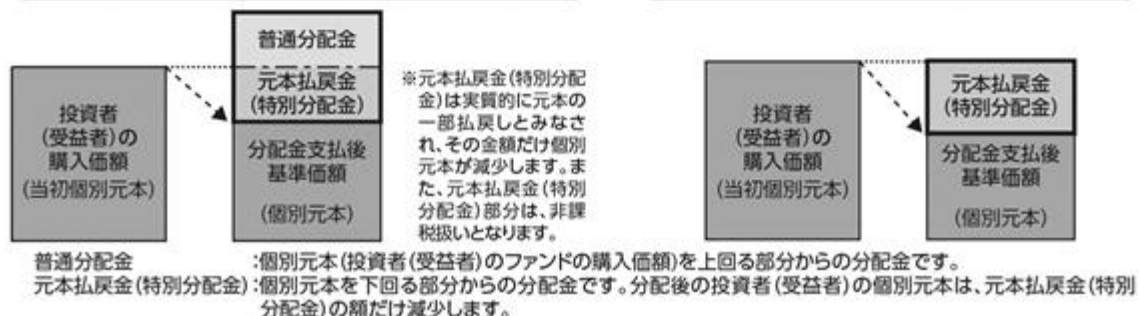 普通分配金
元本払戻金
(特別分配金)
投資者
(受益者)の
購入価額
(当初個別元本)
分配金支払後
基準価額
(個別元本)
※元本払戻金(特別分配
金)は実質的に元本の
一部払戻しとみなさ
れ、その金額だけ個別
元本が減少します。ま
た、元本払戻金(特別
分配金)部分は、非課
税扱いとなります。
投資者
(受益者)の
購入価額
(当初個別元本)
元本払戻金
(特別分配金)
分配金支払後
基準価額
(個別元本)
普通分配金 :個別元本(投資者(受益者)のファンドの購入価額)を上回る部分からの分配金です。
元本払戻金(特別分配金):個別元本を下回る部分からの分配金です。分配後の投資者(受益者)の個別元本は、元本払戻金(特別
分配金)の額だけ減少します。